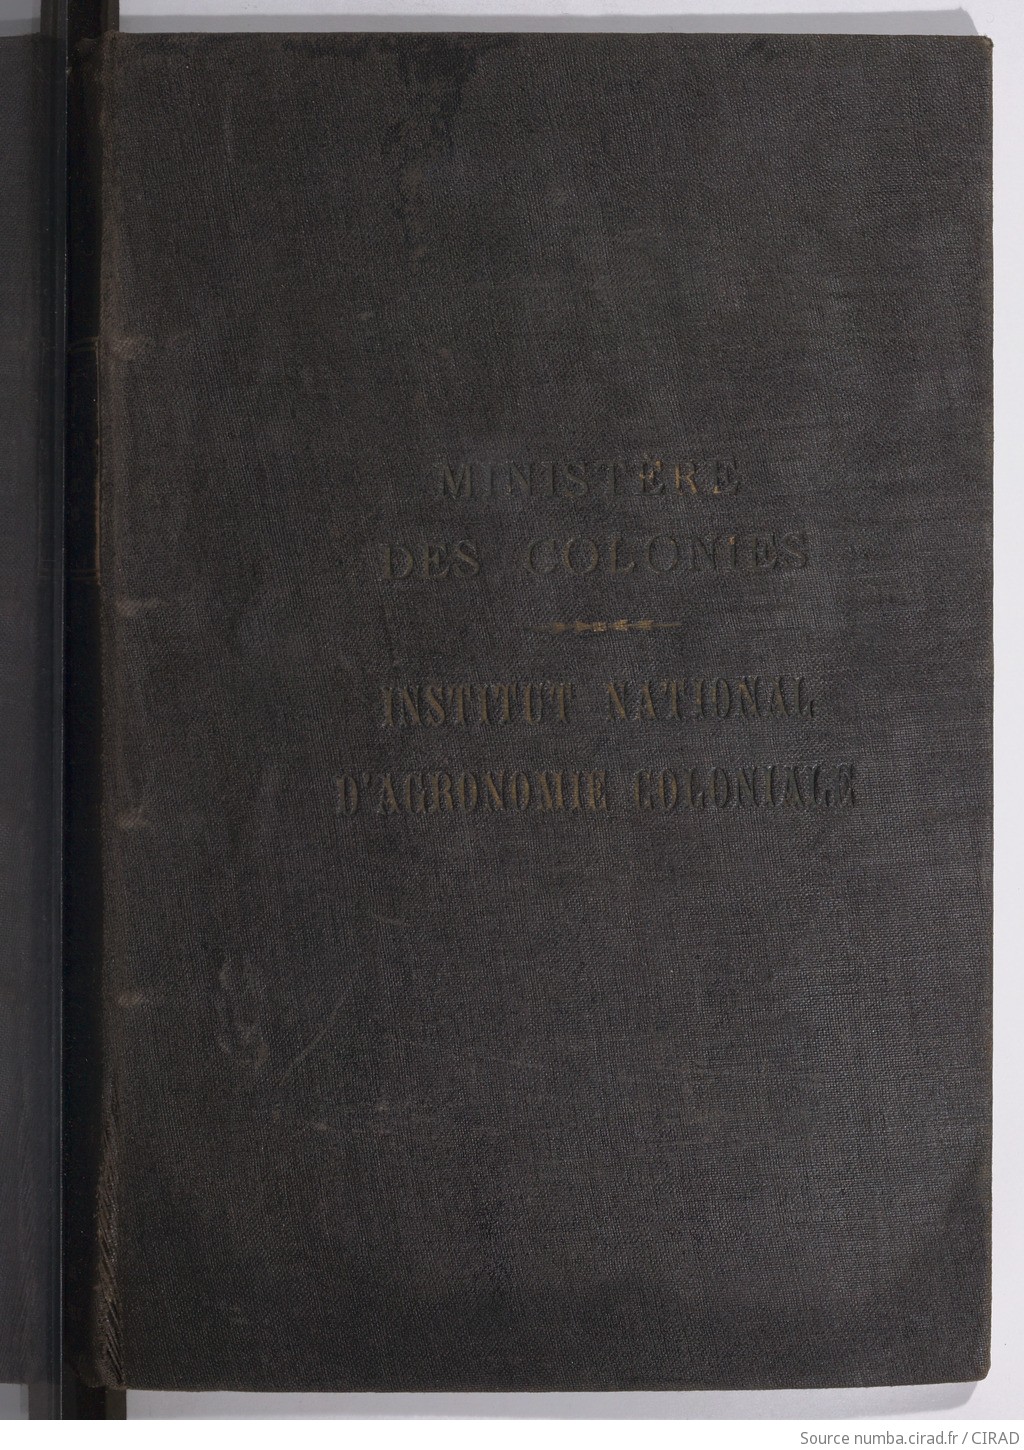 MINISTÈRE
DES COLONIES
INSTITUT NATIONAL
D'AGRONOMIE COLONIALE
Source numba.cirad.fr / CIRAD